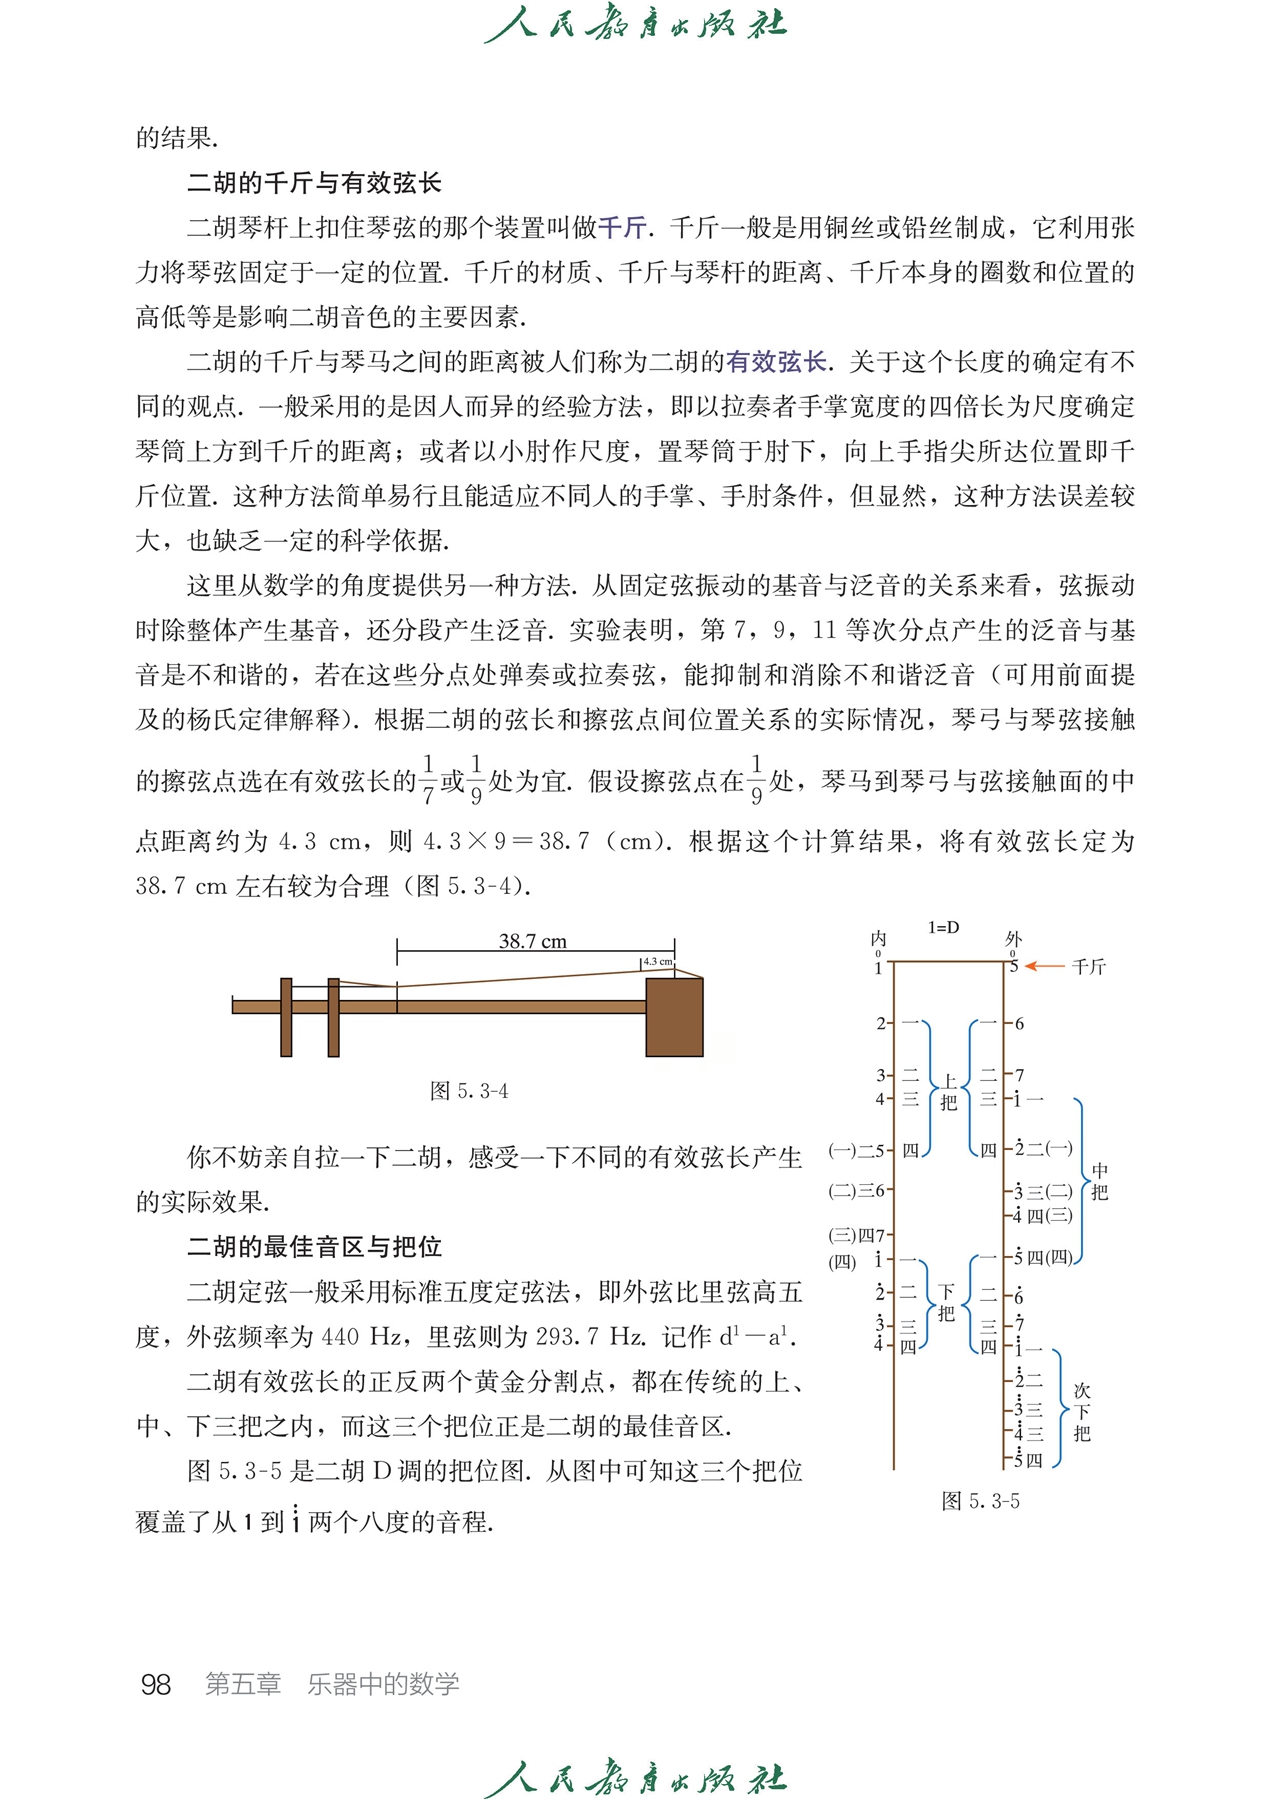 人民教育出版社
的结果.
二胡的千斤与有效弦长
二胡琴杆上扣住琴弦的那个装置叫做千斤. 千斤一般是用铜丝或铅丝制成，它利用张
力将琴弦固定于一定的位置. 千斤的材质、千斤与琴杆的距离、千斤本身的圈数和位置的
高低等是影响二胡音色的主要因素.
二胡的千斤与琴马之间的距离被人们称为二胡的有效弦长. 关于这个长度的确定有不
同的观点. 一般采用的是因人而异的经验方法，即以拉奏者手掌宽度的四倍长为尺度确定
琴筒上方到千斤的距离；或者以小肘作尺度，置琴筒于肘下，向上手指尖所达位置即千
斤位置. 这种方法简单易行且能适应不同人的手掌、手肘条件，但显然，这种方法误差较
大，也缺乏一定的科学依据.
这里从数学的角度提供另一种方法. 从固定弦振动的基音与泛音的关系来看，弦振动
时除整体产生基音，还分段产生泛音. 实验表明，第 7，9，11 等次分点产生的泛音与基
音是不和谐的，若在这些分点处弹奏或拉奏弦，能抑制和消除不和谐泛音（可用前面提
及的杨氏定律解释）. 根据二胡的弦长和擦弦点间位置关系的实际情况，琴弓与琴弦接触
的擦弦点选在有效弦长的1/7或1/9处为宜. 假设擦弦点在1/9处，琴马到琴弓与弦接触面的中
点距离约为 4.3 cm，则 4.3×9＝38.7（cm）. 根据这个计算结果，将有效弦长定为
38.7 cm 左右较为合理（图 5.3-4）.
38.7 cm
4.3 cm
图 5.3-4
你不妨亲自拉一下二胡，感受一下不同的有效弦长产生
的实际效果.
二胡的最佳音区与把位
二胡定弦一般采用标准五度定弦法，即外弦比里弦高五
度，外弦频率为 440 Hz，里弦则为 293.7 Hz. 记作 d¹－a¹.
二胡有效弦长的正反两个黄金分割点，都在传统的上、
中、下三把之内，而这三个把位正是二胡的最佳音区.
图 5.3-5 是二胡 D 调的把位图. 从图中可知这三个把位
覆盖了从 1 到 i̇̇ 两个八度的音程.
1=D
内 外
0 0
1 5 千斤
2 一 一 6
3 二 二 7
4 三 三 i 一
上把
(一)二5 四 四 2̇ 二(一)
(二)三6 3̇ 三(二)
中把
4̇ 四(三)
(三)四7
(四) i 一 一 5̇ 四(四)
2̇ 二 二 6̇
下把
3̇ 三 三 7̇
4̇ 四 四 i̇ 一
2̈ 二
3̈ 三
4̈ 三
5̈ 四
次下把
图 5.3-5
98 第五章 乐器中的数学
人民教育出版社